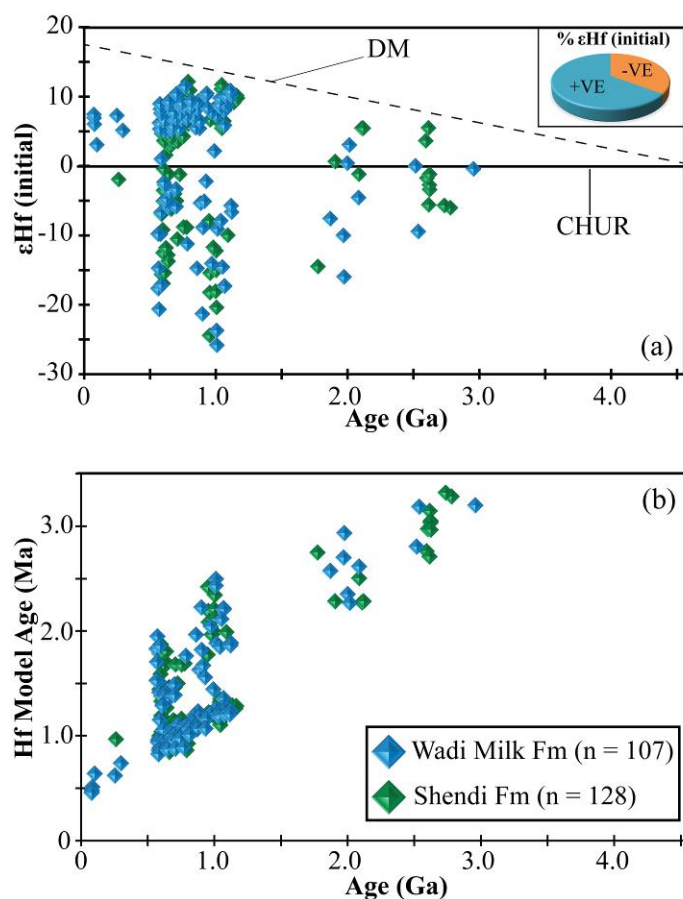 20
10
0
-10
-20
-30
εHf (initial)
DM
% εHf (initial)
-VE
+VE
CHUR
(a)
0
1.0
2.0
3.0
4.0
Age (Ga)
(b)
3.0
2.0
1.0
0
Hf Model Age (Ma)
Wadi Milk Fm (n = 107)
Shendi Fm (n = 128)
0
1.0
2.0
3.0
4.0
Age (Ga)